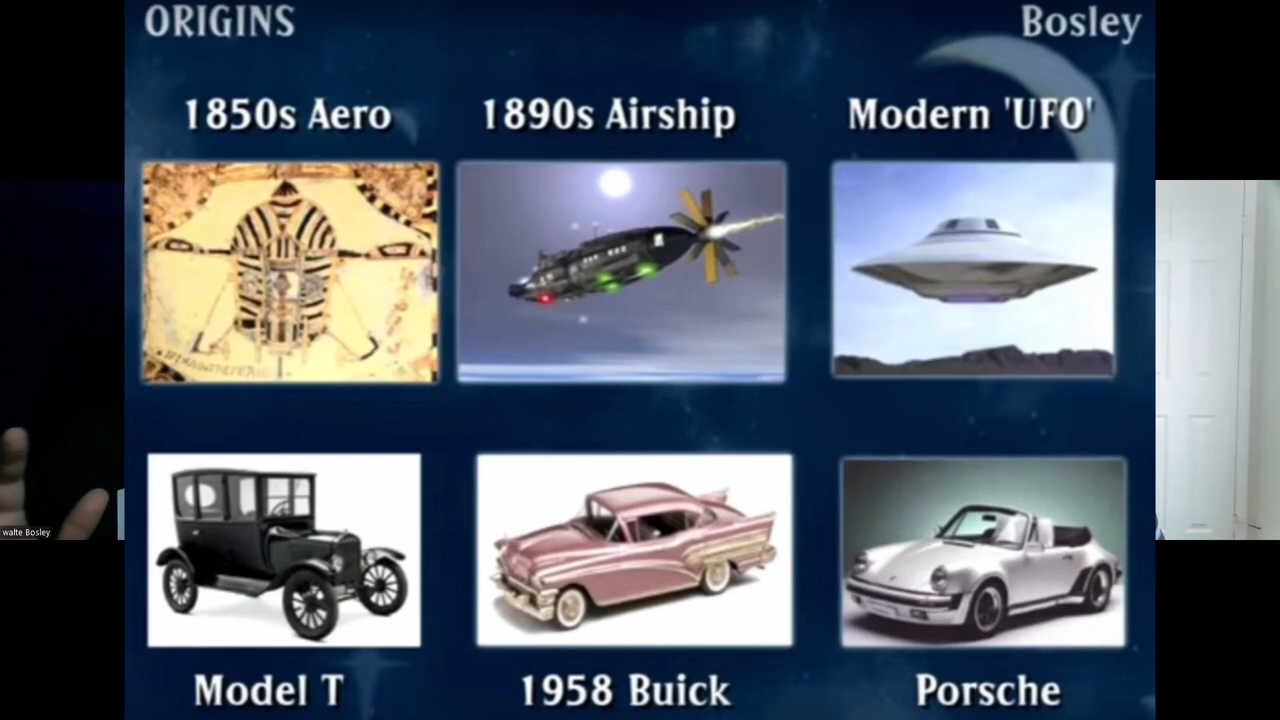 ORIGINS
Bosley
1850s Aero
1890s Airship
Modern 'UFO'
walte Bosley
Model T
1958 Buick
Porsche